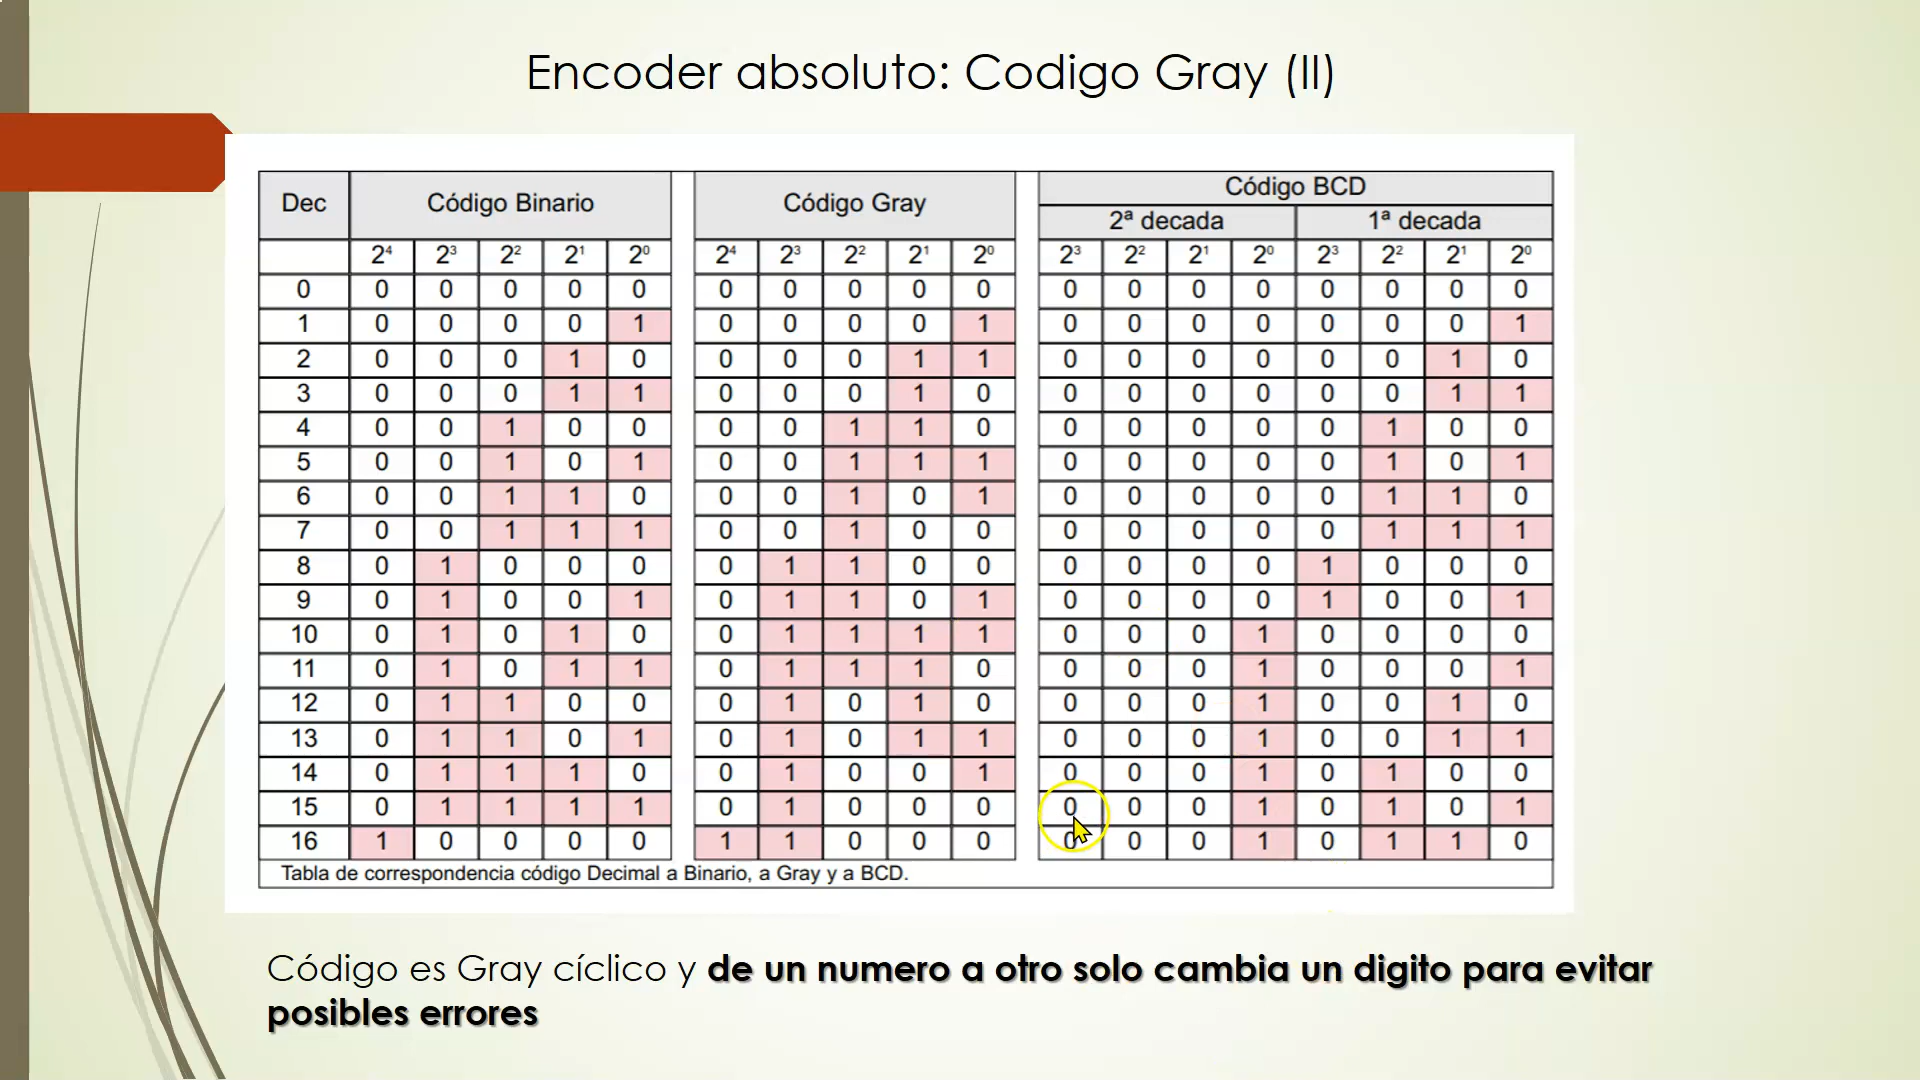 Encoder absoluto: Codigo Gray (II)
Dec Código Binario Código Gray Código BCD
2ª decada 1ª decada
2⁴ 2³ 2² 2¹ 2⁰ 2⁴ 2³ 2² 2¹ 2⁰ 2³ 2² 2¹ 2⁰ 2³ 2² 2¹ 2⁰
0 0 0 0 0 0 0 0 0 0 0 0 0 0 0 0 0 0 0
1 0 0 0 0 1 0 0 0 0 1 0 0 0 0 0 0 0 1
2 0 0 0 1 0 0 0 0 1 1 0 0 0 0 0 0 1 0
3 0 0 0 1 1 0 0 0 1 0 0 0 0 0 0 0 1 1
4 0 0 1 0 0 0 0 1 1 0 0 0 0 0 0 1 0 0
5 0 0 1 0 1 0 0 1 1 1 0 0 0 0 0 1 0 1
6 0 0 1 1 0 0 0 1 0 1 0 0 0 0 0 1 1 0
7 0 0 1 1 1 0 0 1 0 0 0 0 0 0 0 1 1 1
8 0 1 0 0 0 0 1 1 0 0 0 0 0 0 1 0 0 0
9 0 1 0 0 1 0 1 1 0 1 0 0 0 0 1 0 0 1
10 0 1 0 1 0 0 1 1 1 1 0 0 0 1 0 0 0 0
11 0 1 0 1 1 0 1 1 1 0 0 0 0 1 0 0 0 1
12 0 1 1 0 0 0 1 0 1 0 0 0 0 1 0 0 1 0
13 0 1 1 0 1 0 1 0 1 1 0 0 0 1 0 0 1 1
14 0 1 1 1 0 0 1 0 0 1 0 0 0 1 0 1 0 0
15 0 1 1 1 1 0 1 0 0 0 0 0 0 1 0 1 0 1
16 1 0 0 0 0 1 1 0 0 0 0 0 0 1 0 1 1 0
Tabla de correspondencia código Decimal a Binario, a Gray y a BCD.
Código es Gray cíclico y de un numero a otro solo cambia un digito para evitar
posibles errores